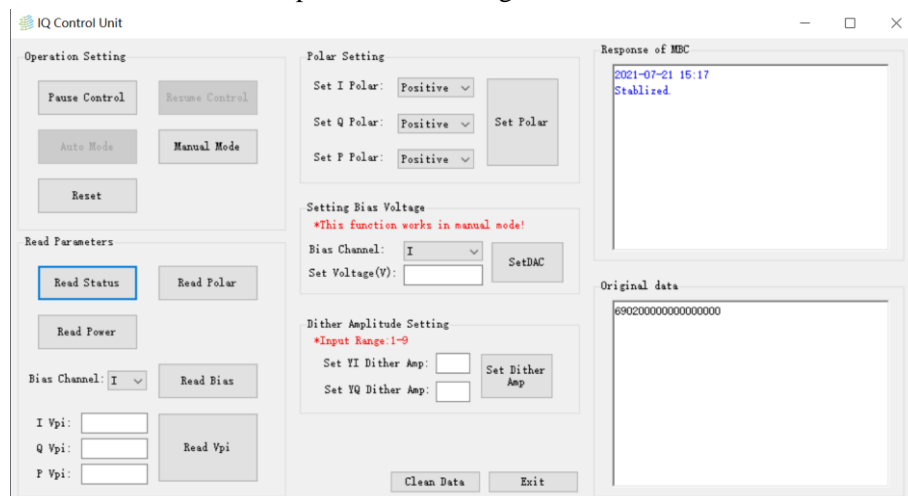 IQ Control Unit
Operation Setting
Pause Control
Resume Control
Auto Mode
Manual Mode
Reset
Read Parameters
Read Status
Read Polar
Read Power
Bias Channel: I
Read Bias
I Vpi:
Q Vpi:
P Vpi:
Read Vpi
Polar Setting
Set I Polar: Positive
Set Q Polar: Positive
Set P Polar: Positive
Set Polar
Setting Bias Voltage
*This function works in manual mode!
Bias Channel: I
Set Voltage(V):
SetDAC
Dither Amplitude Setting
*Input Range:1-9
Set YI Dither Amp:
Set YQ Dither Amp:
Set Dither
Amp
Clean Data
Exit
Response of MBC
2021-07-21 15:17
Stablized.
Original data
690200000000000000